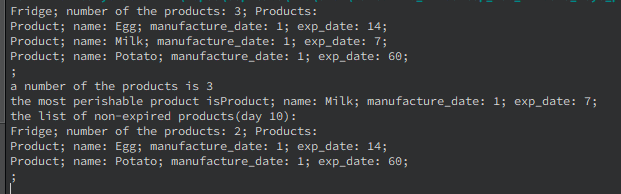 Fridge; number of the products: 3; Products:
Product; name: Egg; manufacture_date: 1; exp_date: 14;
Product; name: Milk; manufacture_date: 1; exp_date: 7;
Product; name: Potato; manufacture_date: 1; exp_date: 60;
;
a number of the products is 3
the most perishable product isProduct; name: Milk; manufacture_date: 1; exp_date: 7;
the list of non-expired products(day 10):
Fridge; number of the products: 2; Products:
Product; name: Egg; manufacture_date: 1; exp_date: 14;
Product; name: Potato; manufacture_date: 1; exp_date: 60;
;